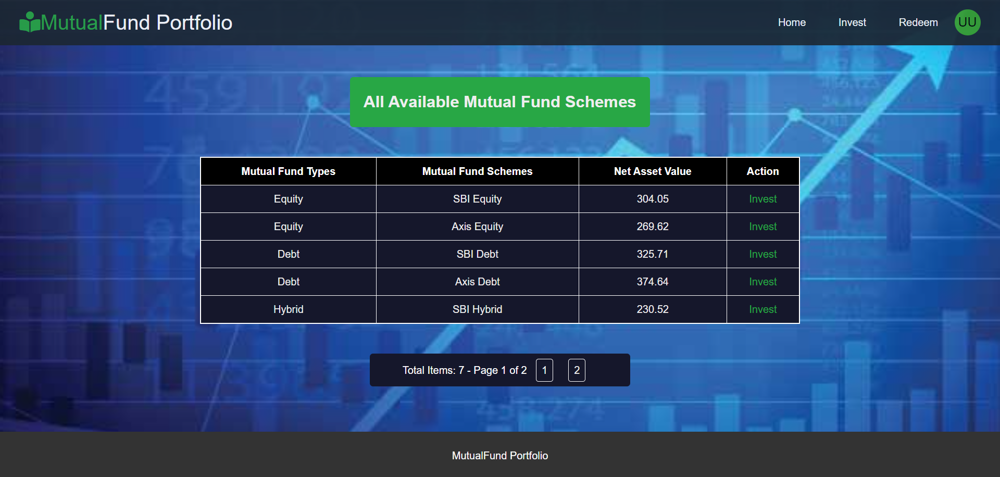 MutualFund Portfolio
Home Invest Redeem UU
All Available Mutual Fund Schemes
Mutual Fund Types Mutual Fund Schemes Net Asset Value Action
Equity SBI Equity 304.05 Invest
Equity Axis Equity 269.62 Invest
Debt SBI Debt 325.71 Invest
Debt Axis Debt 374.64 Invest
Hybrid SBI Hybrid 230.52 Invest
Total Items: 7 - Page 1 of 2 1 2
MutualFund Portfolio